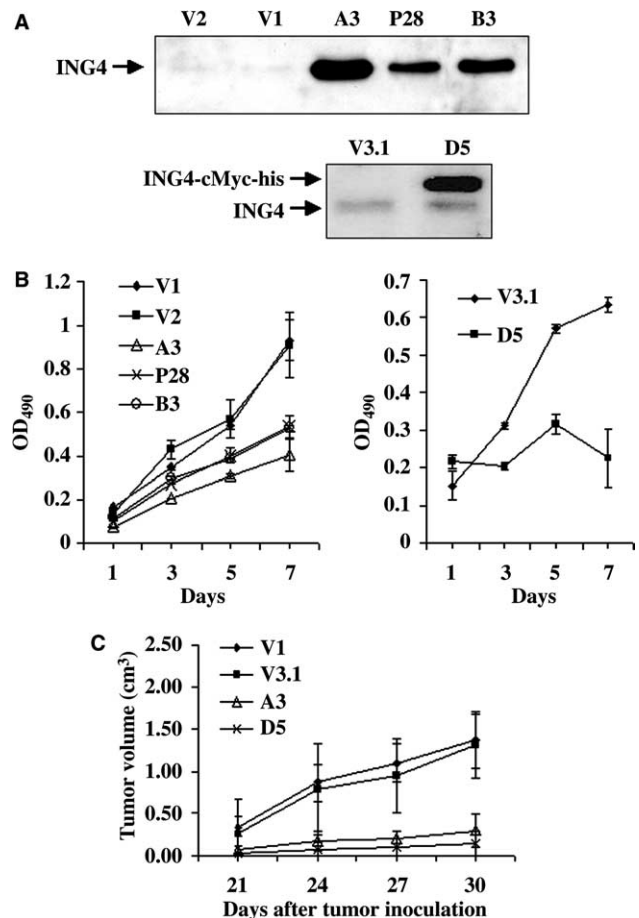 A
V2 V1 A3 P28 B3
ING4
V3.1 D5
ING4-cMyc-his
ING4
B
1.2
1
0.8
0.6
0.4
0.2
0
OD490
V1
V2
A3
P28
B3
1 3 5 7
Days
0.7
0.6
0.5
0.4
0.3
0.2
0.1
0
OD490
V3.1
D5
1 3 5 7
Days
C
2.50
2.00
1.50
1.00
0.50
0.00
Tumor volume (cm³)
V1
V3.1
A3
D5
21 24 27 30
Days after tumor inoculation